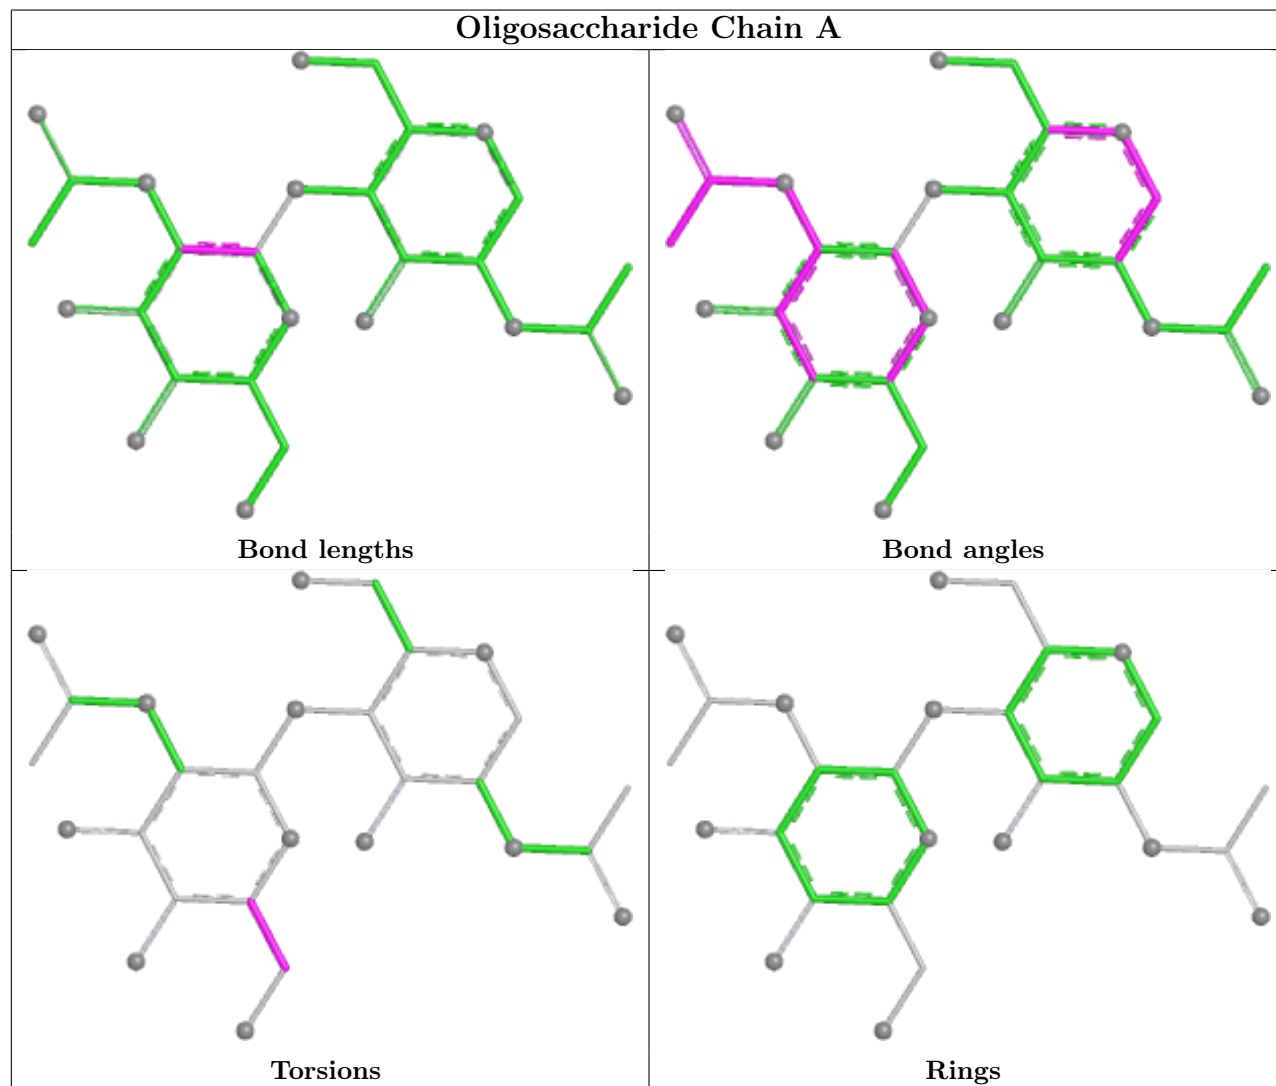 Oligosaccharide Chain A
Bond lengths
Bond angles
Torsions
Rings